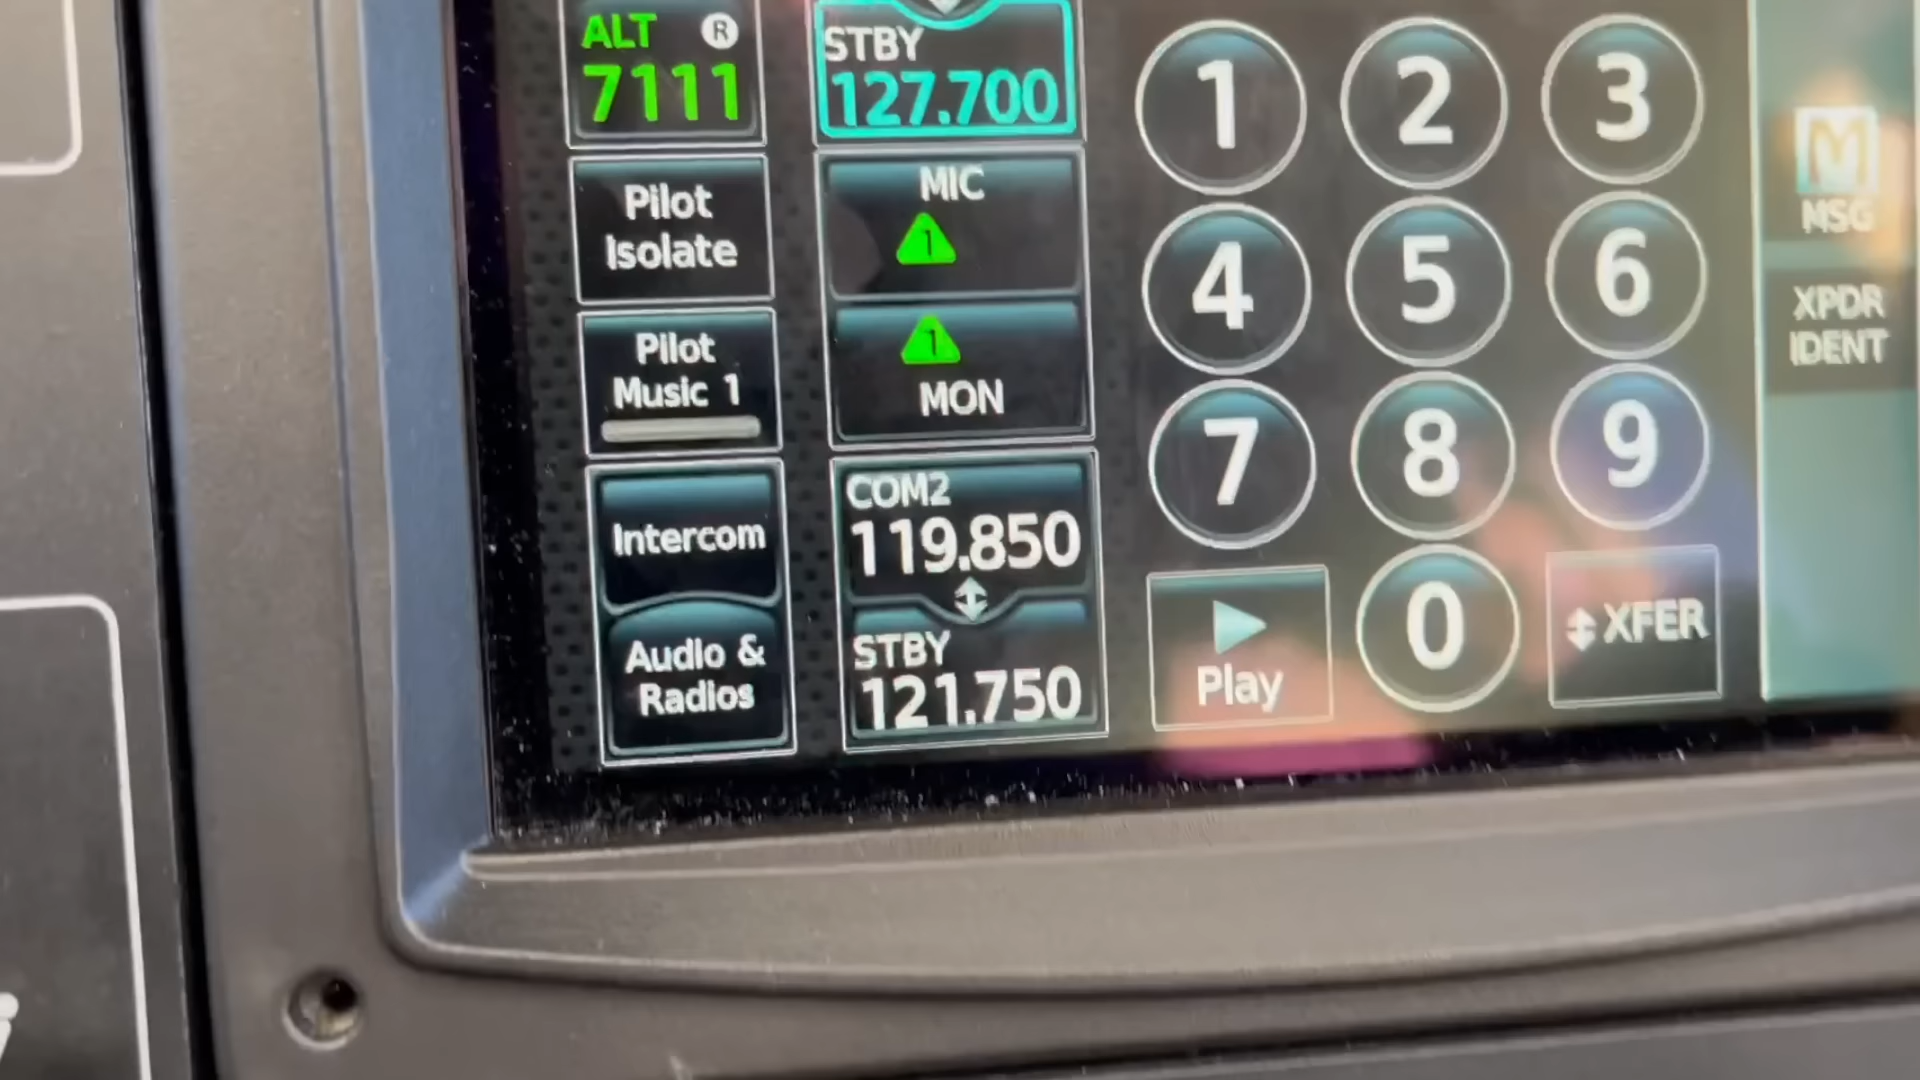 ALT R
7111
STBY
127.700
1
2
3
Pilot
Isolate
MIC
1
MSG
4
5
6
XPDR
IDENT
Pilot
Music 1
1
MON
7
8
9
COM2
119.850
Intercom
STBY
121.750
Audio &
Radios
Play
0
XFER